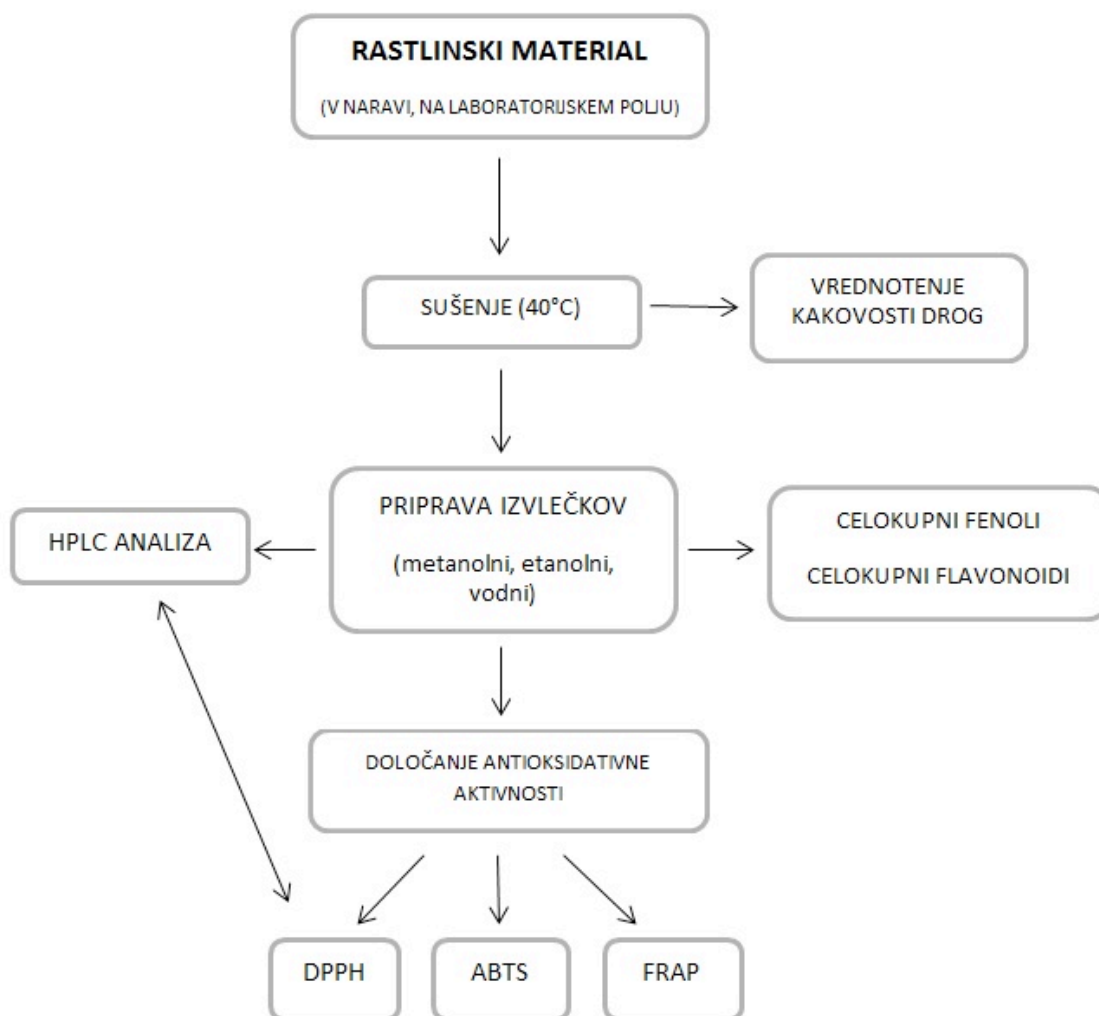 RASTLINSKI MATERIAL
(V NARAVI, NA LABORATORIJSKEM POLJU)
SUŠENJE (40°C)
VREDNOTENJE
KAKOVOSTI DROG
PRIPRAVA IZVLEČKOV
(metanolni, etanolni,
vodni)
HPLC ANALIZA
CELOKUPNI FENOLI
CELOKUPNI FLAVONOIDI
DOLOČANJE ANTIOKSIDATIVNE
AKTIVNOSTI
DPPH
ABTS
FRAP